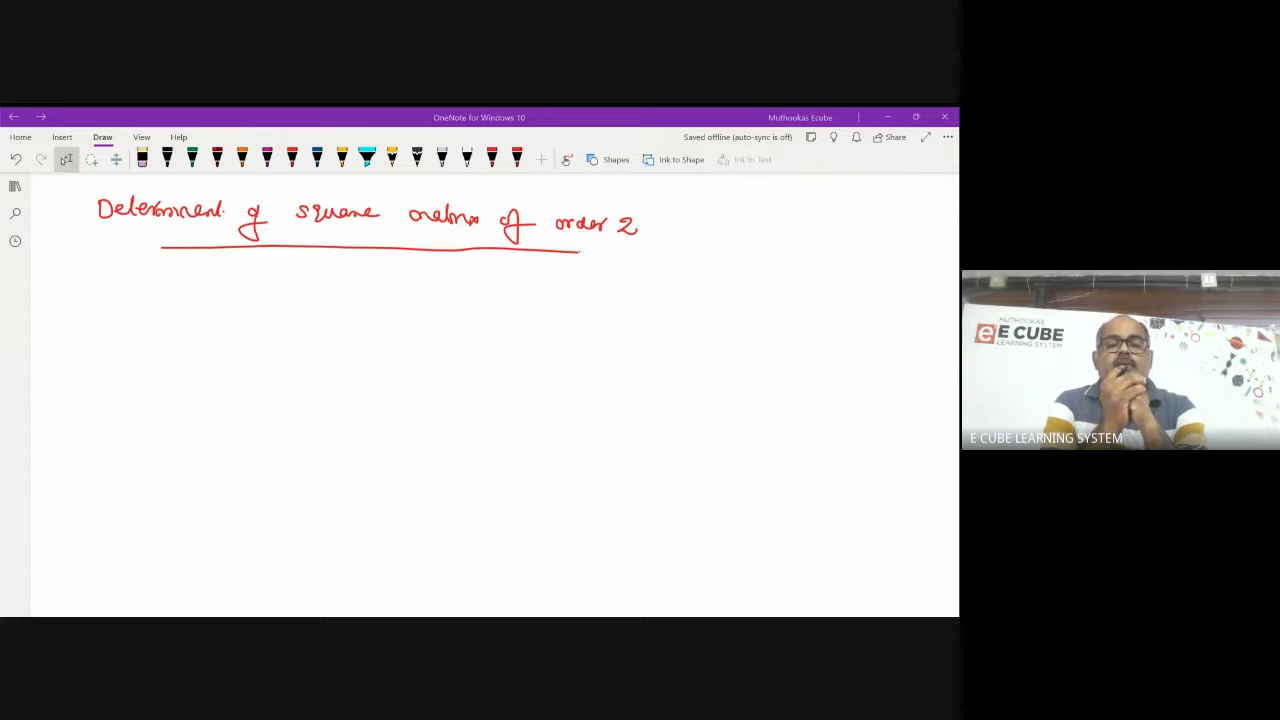 OneNote for Windows 10
Muthookas Ecube
Home Insert Draw View Help
Saved offline (auto-sync is off)
Share
Shapes
Ink to Shape
Ink to Text
Determinant of square matrix of order 2
MUTHOOKAS
e E CUBE
LEARNING SYSTEM
E CUBE LEARNING SYSTEM